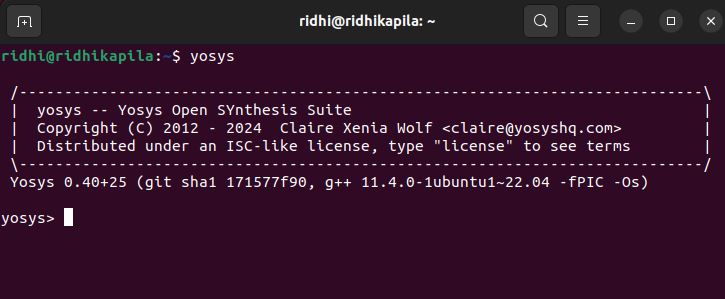 ridhi@ridhikapila: ~
ridhi@ridhikapila:~$ yosys
/----------------------------------------------------------------------------\
|  yosys -- Yosys Open SYnthesis Suite                                       |
|  Copyright (C) 2012 - 2024  Claire Xenia Wolf <claire@yosyshq.com>         |
|  Distributed under an ISC-like license, type "license" to see terms        |
\----------------------------------------------------------------------------/
Yosys 0.40+25 (git sha1 171577f90, g++ 11.4.0-1ubuntu1~22.04 -fPIC -Os)
yosys>